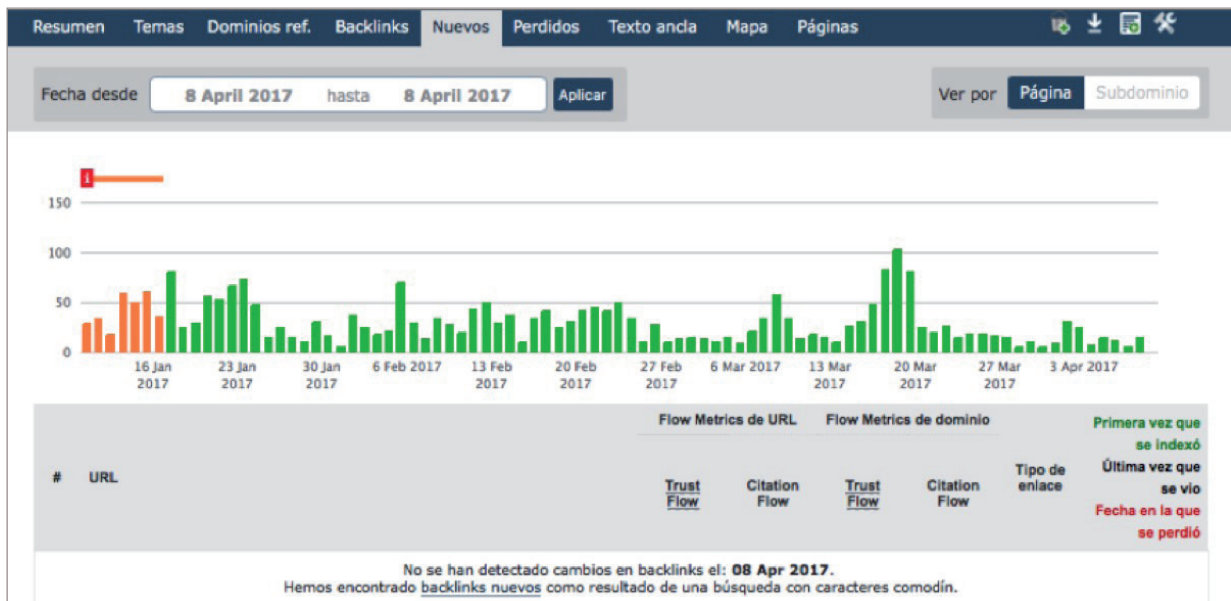 Resumen Temas Dominios ref. Backlinks Nuevos Perdidos Texto ancla Mapa Páginas
Fecha desde 8 April 2017 hasta 8 April 2017 Aplicar Ver por Página Subdominio
i
150
100
50
0
16 Jan 23 Jan 30 Jan 6 Feb 2017 13 Feb 20 Feb 27 Feb 6 Mar 2017 13 Mar 20 Mar 27 Mar 3 Apr 2017
2017 2017 2017 2017 2017 2017 2017 2017 2017
Flow Metrics de URL Flow Metrics de dominio Primera vez que
se indexó
# URL Trust Citation Trust Citation Tipo de Última vez que
Flow Flow Flow Flow enlace se vio
Fecha en la que
se perdió
No se han detectado cambios en backlinks el: 08 Apr 2017.
Hemos encontrado backlinks nuevos como resultado de una búsqueda con caracteres comodín.